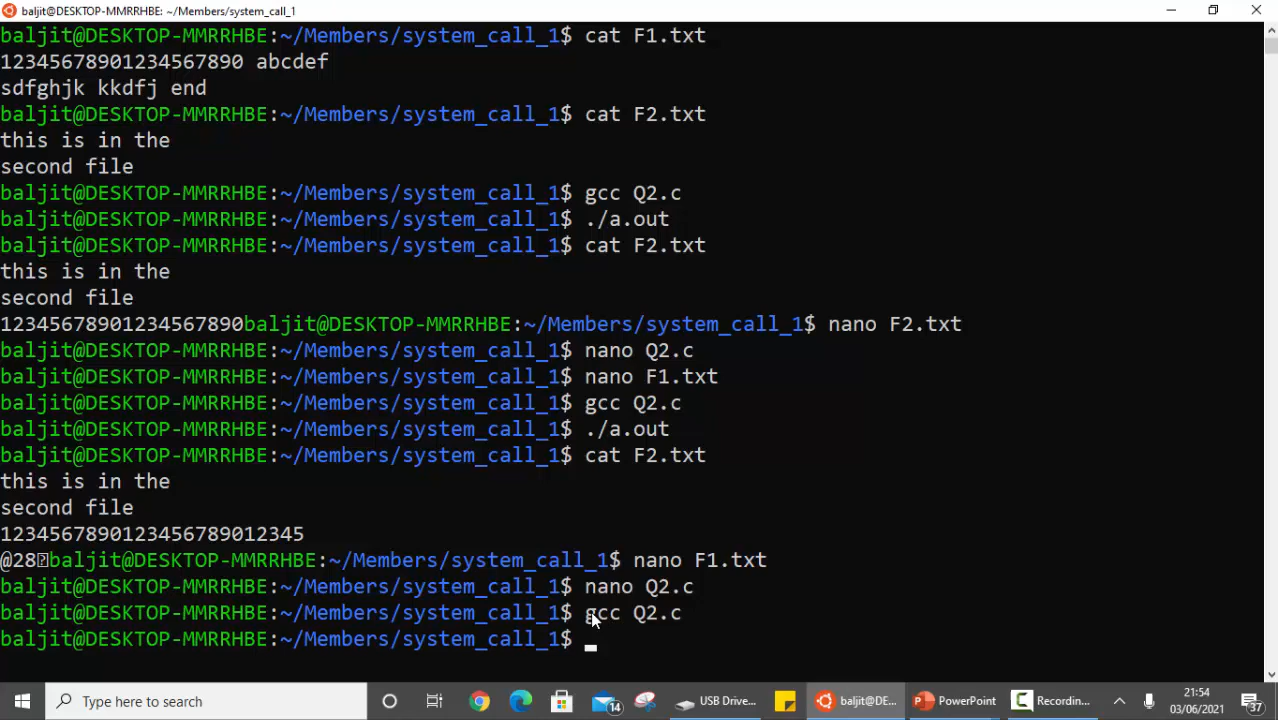 baljit@DESKTOP-MMRRHBE: ~/Members/system_call_1
baljit@DESKTOP-MMRRHBE:~/Members/system_call_1$ cat F1.txt
12345678901234567890 abcdef
sdfghjk kkdfj end
baljit@DESKTOP-MMRRHBE:~/Members/system_call_1$ cat F2.txt
this is in the
second file
baljit@DESKTOP-MMRRHBE:~/Members/system_call_1$ gcc Q2.c
baljit@DESKTOP-MMRRHBE:~/Members/system_call_1$ ./a.out
baljit@DESKTOP-MMRRHBE:~/Members/system_call_1$ cat F2.txt
this is in the
second file
12345678901234567890baljit@DESKTOP-MMRRHBE:~/Members/system_call_1$ nano F2.txt
baljit@DESKTOP-MMRRHBE:~/Members/system_call_1$ nano Q2.c
baljit@DESKTOP-MMRRHBE:~/Members/system_call_1$ nano F1.txt
baljit@DESKTOP-MMRRHBE:~/Members/system_call_1$ gcc Q2.c
baljit@DESKTOP-MMRRHBE:~/Members/system_call_1$ ./a.out
baljit@DESKTOP-MMRRHBE:~/Members/system_call_1$ cat F2.txt
this is in the
second file
1234567890123456789012345
@28baljit@DESKTOP-MMRRHBE:~/Members/system_call_1$ nano F1.txt
baljit@DESKTOP-MMRRHBE:~/Members/system_call_1$ nano Q2.c
baljit@DESKTOP-MMRRHBE:~/Members/system_call_1$ gcc Q2.c
baljit@DESKTOP-MMRRHBE:~/Members/system_call_1$
Type here to search
14
USB Drive...
baljit@DE...
PowerPoint
Recordin...
21:54
03/06/2021
37